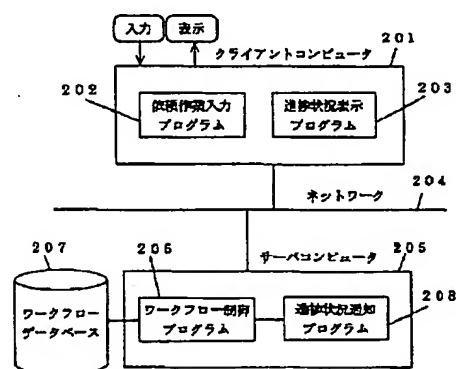 入力 表示
クライアントコンピュータ 201
202 203
依頼作業入力 進捗状況表示
プログラム プログラム
ネットワーク 204
207 206 サーバコンピュータ 205
ワークフロー ワークフロー制御 進捗状況通知 208
データベース プログラム プログラム